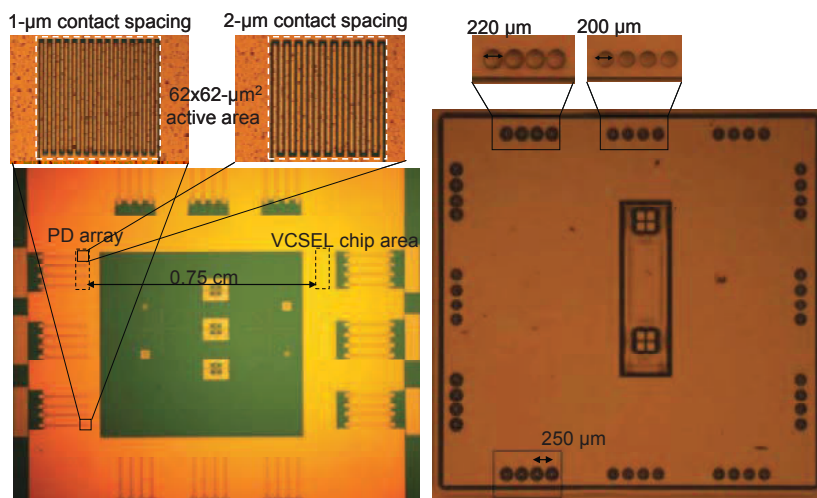 1-μm contact spacing
2-μm contact spacing
62x62-μm²
active area
PD array
VCSEL chip area
0.75 cm
220 μm
200 μm
250 μm